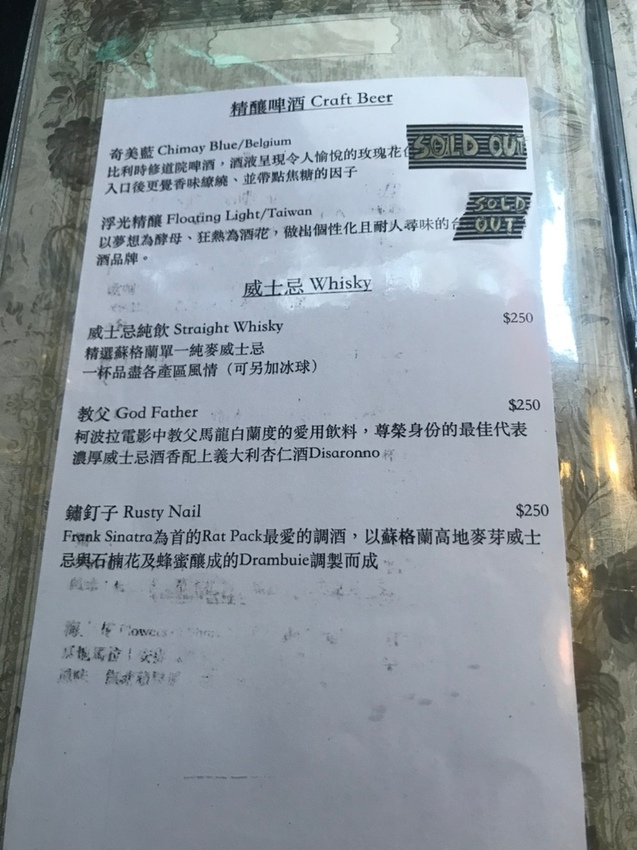 精釀啤酒 Craft Beer
奇美藍 Chimay Blue/Belgium
比利時修道院啤酒，酒液呈現令人愉悅的玫瑰花
SOLD OUT
入口後更覺香味繚繞、並帶點焦糖的因子
浮光精釀 Floating Light/Taiwan
SOLD
OUT
以夢想為酵母、狂熱為酒花，做出個性化且耐人尋味的
酒品牌。
威士忌 Whisky
威士忌純飲 Straight Whisky $250
精選蘇格蘭單一純麥威士忌
一杯品盡各產區風情（可另加冰球）
教父 God Father $250
柯波拉電影中教父馬龍白蘭度的愛用飲料，尊榮身份的最佳代表
濃厚威士忌酒香配上義大利杏仁酒Disaronno
鏽釘子 Rusty Nail $250
Frank Sinatra為首的Rat Pack最愛的調酒，以蘇格蘭高地麥芽威士
忌與石楠花及蜂蜜釀成的Drambuie調製而成